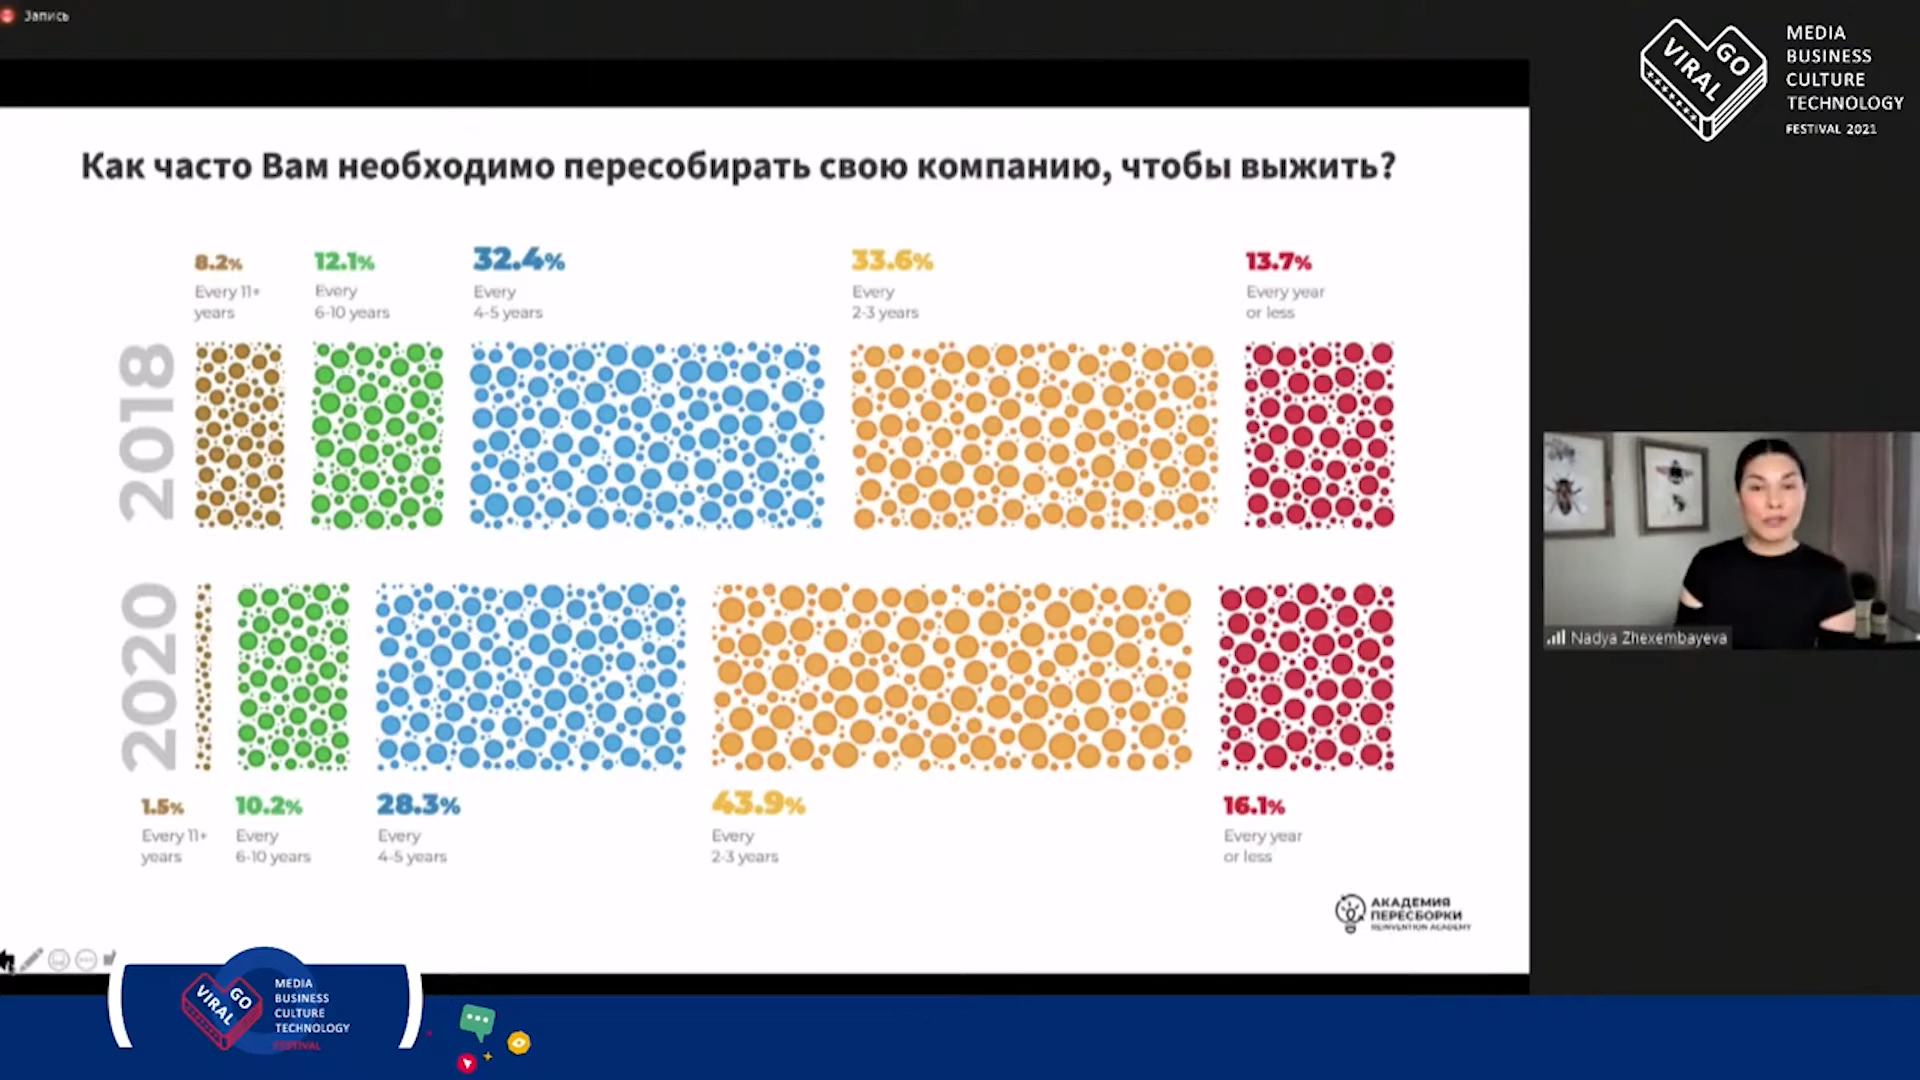 Запись
VIRAL
GO
MEDIA
BUSINESS
CULTURE
TECHNOLOGY
FESTIVAL 2021
Как часто Вам необходимо пересобирать свою компанию, чтобы выжить?
8.2%
Every 11+
years
12.1%
Every
6-10 years
32.4%
Every
4-5 years
33.6%
Every
2-3 years
13.7%
Every year
or less
2018
2020
1.5%
Every 11+
years
10.2%
Every
6-10 years
28.3%
Every
4-5 years
43.9%
Every
2-3 years
16.1%
Every year
or less
Nadya Zhexembayeva
АКАДЕМИЯ
ПЕРЕСБОРКИ
REINVENTION ACADEMY
VIRAL
GO
MEDIA
BUSINESS
CULTURE
TECHNOLOGY
FESTIVAL